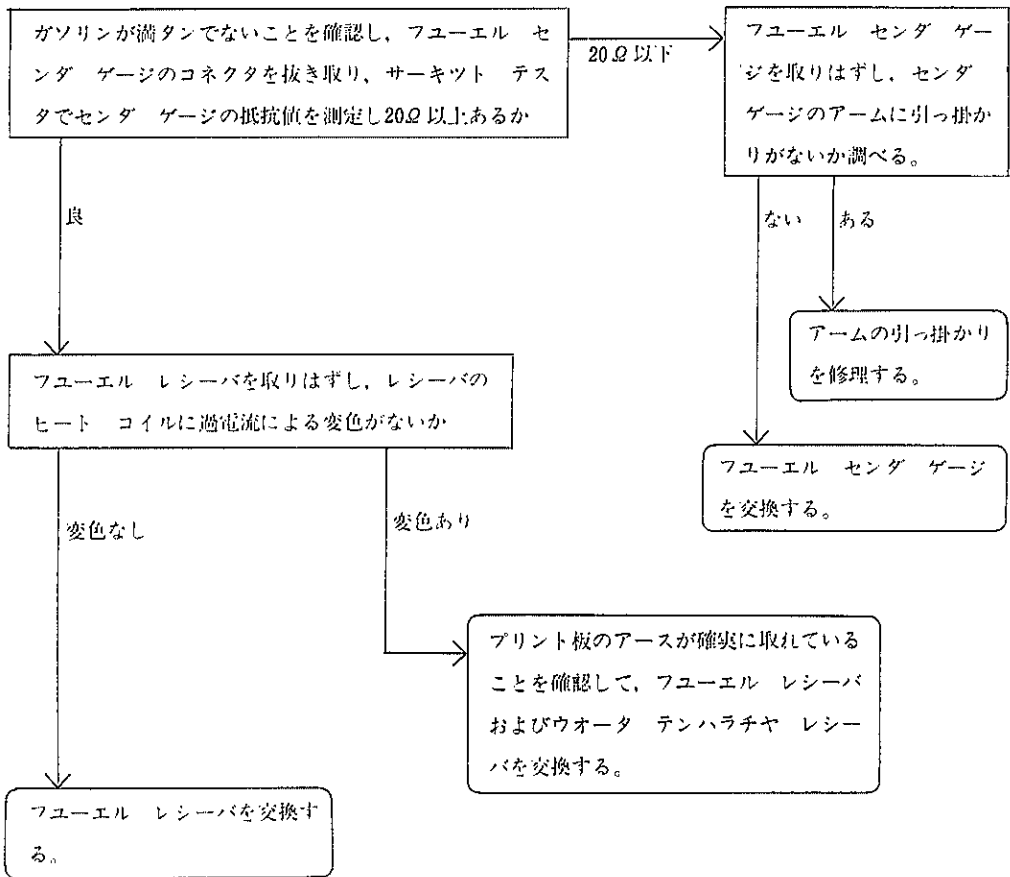 ガソリンが満タンでないことを確認し，フユーエル　セ
ンダ　ゲージのコネクタを抜き取り，サーキツト　テス
タでセンダ　ゲージの抵抗値を測定し20Ω以上あるか
20Ω以下
フユーエル　センダ　ゲー
ジを取りはずし，センダ
ゲージのアームに引っ掛か
りがないか調べる。
良
ない
ある
アームの引っ掛かり
を修理する。
フユーエル　レシーバを取りはずし，レシーバの
ヒート　コイルに過電流による変色がないか
フユーエル　センダ　ゲージ
を交換する。
変色なし
変色あり
プリント板のアースが確実に取れている
ことを確認して，フユーエル　レシーバ
およびウオータ　テンハラチヤ　レシー
バを交換する。
フユーエル　レシーバを交換す
る。